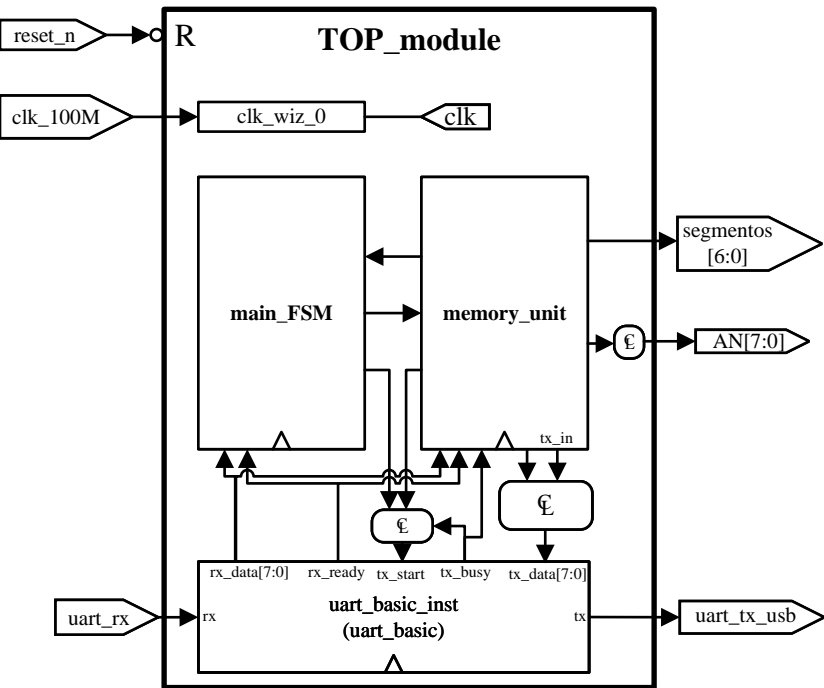 reset_n
R
TOP_module
clk_100M
clk_wiz_0
clk
segmentos
[6:0]
main_FSM
memory_unit
℄
AN[7:0]
tx_in
℄
℄
rx_data[7:0]
rx_ready
tx_start
tx_busy
tx_data[7:0]
uart_rx
rx
uart_basic_inst
(uart_basic)
tx
uart_tx_usb